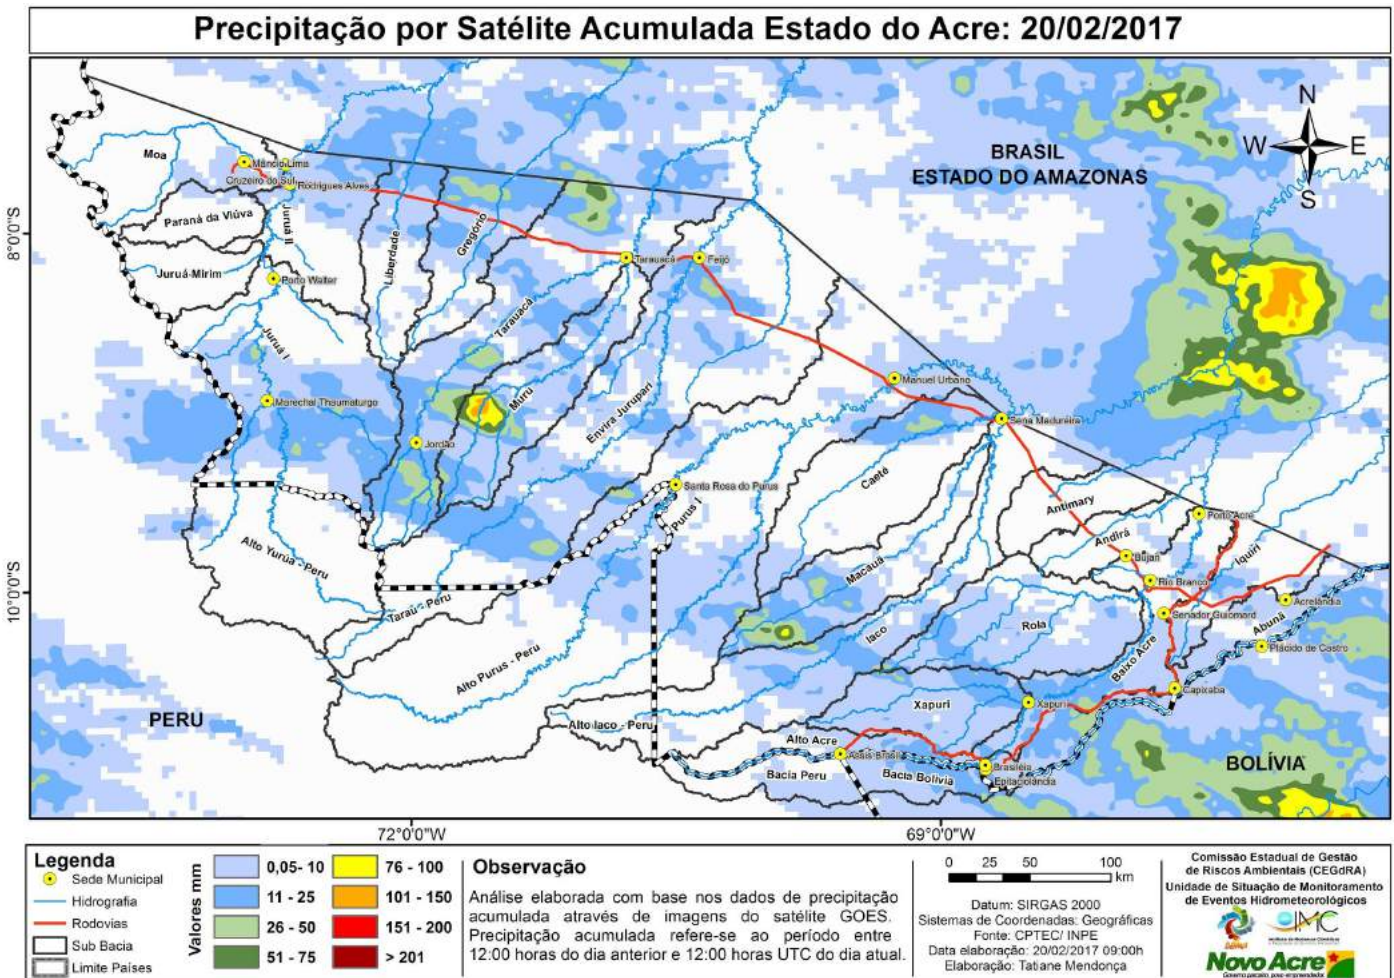 Precipitação por Satélite Acumulada Estado do Acre: 20/02/2017
N
W E
S
BRASIL
ESTADO DO AMAZONAS
Moa
Mâncio Lima
Cruzeiro do Sul
Rodrigues Alves
Paraná da Viúva
Juruá II
8°0'0"S
Juruá-Mirim
Porto Walter
Liberdade
Gregório
Tarauacá
Feijó
Tarauacá
Juruá I
Muru
Envira Jurupari
Manuel Urbano
Marechal Thaumaturgo
Sena Madureira
Jordão
Santa Rosa do Purus
Purus I
Caeté
Antimary
Porto Acre
Andirá
Iquiri
Bujari
Alto Yurúa - Peru
Macauã
Rio Branco
10°0'0"S
Acrelândia
Taraú - Peru
Senador Guiomard
Abunã
Iaco
Rola
Plácido de Castro
Alto Purus - Peru
Baixo Acre
Capixaba
Xapuri
Xapuri
PERU
Alto Iaco - Peru
Alto Acre
Assis Brasil
Brasiléia
Bacia Peru
Bacia Bolívia
Epitaciolândia
BOLÍVIA
72°0'0"W
69°0'0"W
Legenda
Sede Municipal
Hidrografia
Rodovias
Sub Bacia
Limite Países
Valores mm
0,05- 10
11 - 25
26 - 50
51 - 75
76 - 100
101 - 150
151 - 200
> 201
Observação
Análise elaborada com base nos dados de precipitação
acumulada através de imagens do satélite GOES.
Precipitação acumulada refere-se ao período entre
12:00 horas do dia anterior e 12:00 horas UTC do dia atual.
0 25 50 100
km
Datum: SIRGAS 2000
Sistemas de Coordenadas: Geográficas
Fonte: CPTEC/ INPE
Data elaboração: 20/02/2017 09:00h
Elaboração: Tatiane Mendonça
Comissão Estadual de Gestão
de Riscos Ambientais (CEGdRA)
Unidade de Situação de Monitoramento
de Eventos Hidrometeorológicos
IMC
Novo Acre